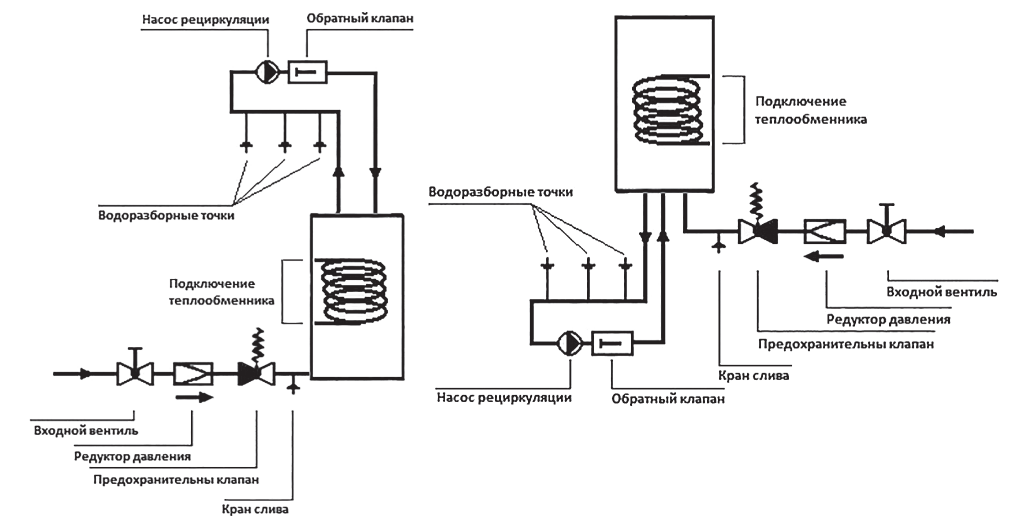 Насос рециркуляции
Обратный клапан
Водоразборные точки
Подключение
теплообменника
Входной вентиль
Редуктор давления
Предохранительны клапан
Кран слива
Подключение
теплообменника
Водоразборные точки
Входной вентиль
Редуктор давления
Предохранительны клапан
Кран слива
Насос рециркуляции
Обратный клапан